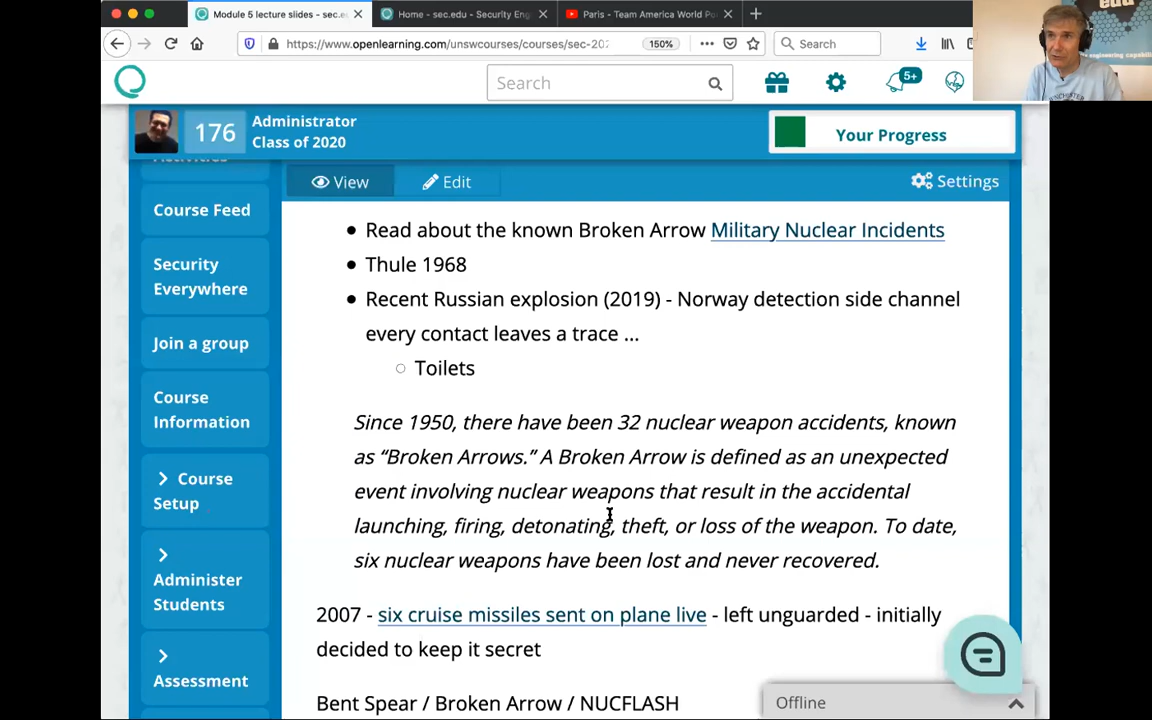 Module 5 lecture slides - sec.e
Home - sec.edu - Security Eng
Paris - Team America World Po
https://www.openlearning.com/unswcourses/courses/sec-20
150%
Search
edu
Search
5+
176
Administrator
Class of 2020
Your Progress
Activities
View
Edit
Settings
Course Feed
Security
Everywhere
Join a group
Course
Information
Course
Setup
Administer
Students
Assessment
Read about the known Broken Arrow Military Nuclear Incidents
Thule 1968
Recent Russian explosion (2019) - Norway detection side channel
every contact leaves a trace ...
Toilets
Since 1950, there have been 32 nuclear weapon accidents, known
as “Broken Arrows.” A Broken Arrow is defined as an unexpected
event involving nuclear weapons that result in the accidental
launching, firing, detonating, theft, or loss of the weapon. To date,
six nuclear weapons have been lost and never recovered.
2007 - six cruise missiles sent on plane live - left unguarded - initially
decided to keep it secret
Bent Spear / Broken Arrow / NUCFLASH
Offline